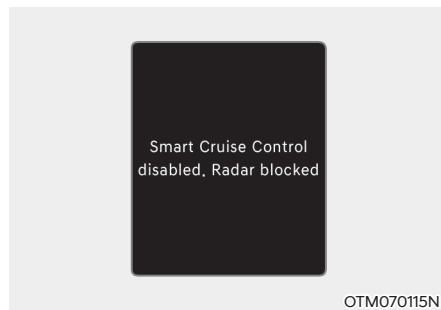 Smart Cruise Control
disabled. Radar blocked
OTM070115N